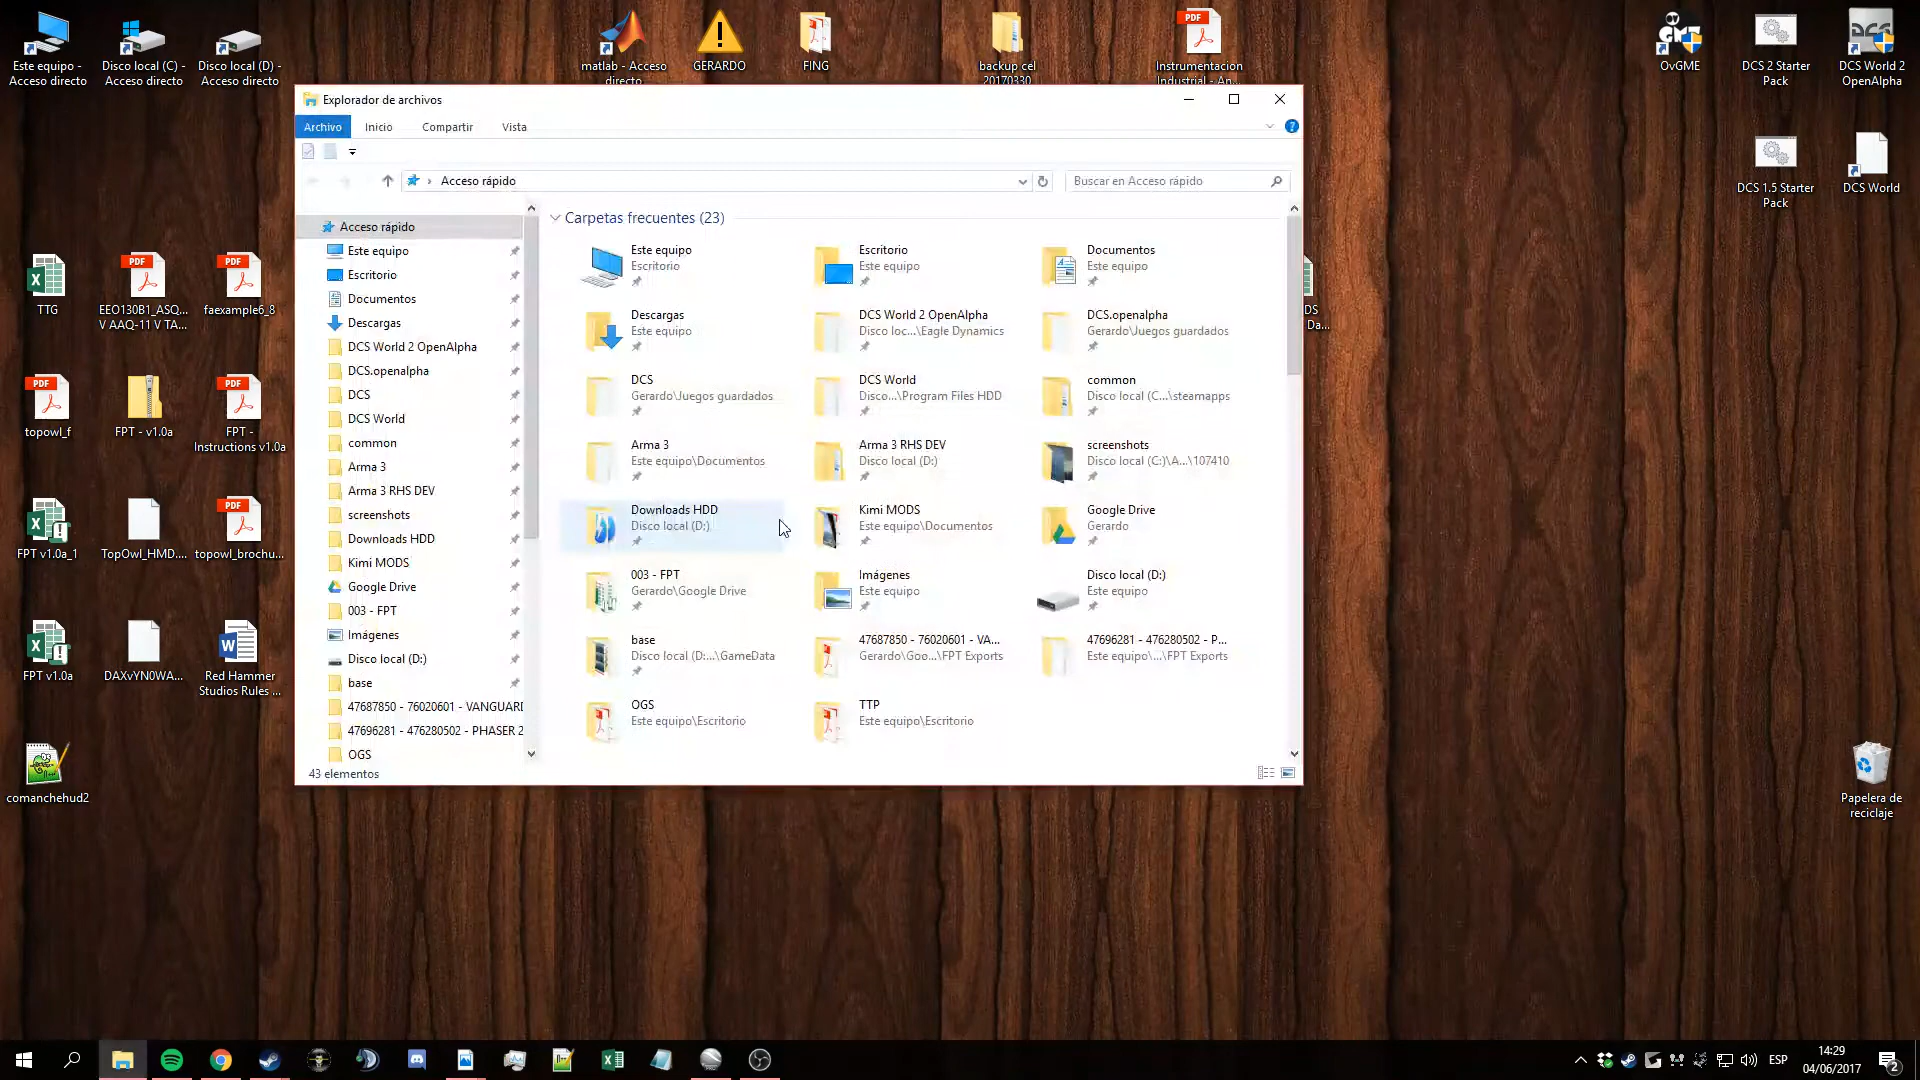 Este equipo -
Acceso directo
Disco local (C) -
Acceso directo
Disco local (D) -
Acceso directo
matlab - Acceso
directo
GERARDO
FING
backup cel
20170330
PDF
Instrumentacion
Industrial - An...
OvGME
DCS 2 Starter
Pack
DCS World 2
OpenAlpha
DCS 1.5 Starter
Pack
DCS World
TTG
PDF
EEO130B1_ASQ...
V AAQ-11 V TA...
PDF
faexample6_8
PDF
topowl_f
FPT - v1.0a
PDF
FPT -
Instructions v1.0a
FPT v1.0a_1
TopOwl_HMD....
PDF
topowl_brochu...
FPT v1.0a
DAXvYN0WA...
Red Hammer
Studios Rules ...
comanchehud2
Papelera de
reciclaje
DS
Da...
Explorador de archivos
Archivo
Inicio
Compartir
Vista
Acceso rápido
Buscar en Acceso rápido
Acceso rápido
Este equipo
Escritorio
Documentos
Descargas
DCS World 2 OpenAlpha
DCS.openalpha
DCS
DCS World
common
Arma 3
Arma 3 RHS DEV
screenshots
Downloads HDD
Kimi MODS
Google Drive
003 - FPT
Imágenes
Disco local (D:)
base
47687850 - 76020601 - VANGUARD
47696281 - 476280502 - PHASER 2
OGS
Carpetas frecuentes (23)
Este equipo
Escritorio
Escritorio
Este equipo
Documentos
Este equipo
Descargas
Este equipo
DCS World 2 OpenAlpha
Disco loc...\Eagle Dynamics
DCS.openalpha
Gerardo\Juegos guardados
DCS
Gerardo\Juegos guardados
DCS World
Disco...\Program Files HDD
common
Disco local (C...\steamapps
Arma 3
Este equipo\Documentos
Arma 3 RHS DEV
Disco local (D:)
screenshots
Disco local (C:)\A...\107410
Downloads HDD
Disco local (D:)
Kimi MODS
Este equipo\Documentos
Google Drive
Gerardo
003 - FPT
Gerardo\Google Drive
Imágenes
Este equipo
Disco local (D:)
Este equipo
base
Disco local (D:...\GameData
47687850 - 76020601 - VA...
Gerardo\Goo...\FPT Exports
47696281 - 476280502 - P...
Este equipo\...\FPT Exports
OGS
Este equipo\Escritorio
TTP
Este equipo\Escritorio
43 elementos
ESP
14:29
04/06/2017
2